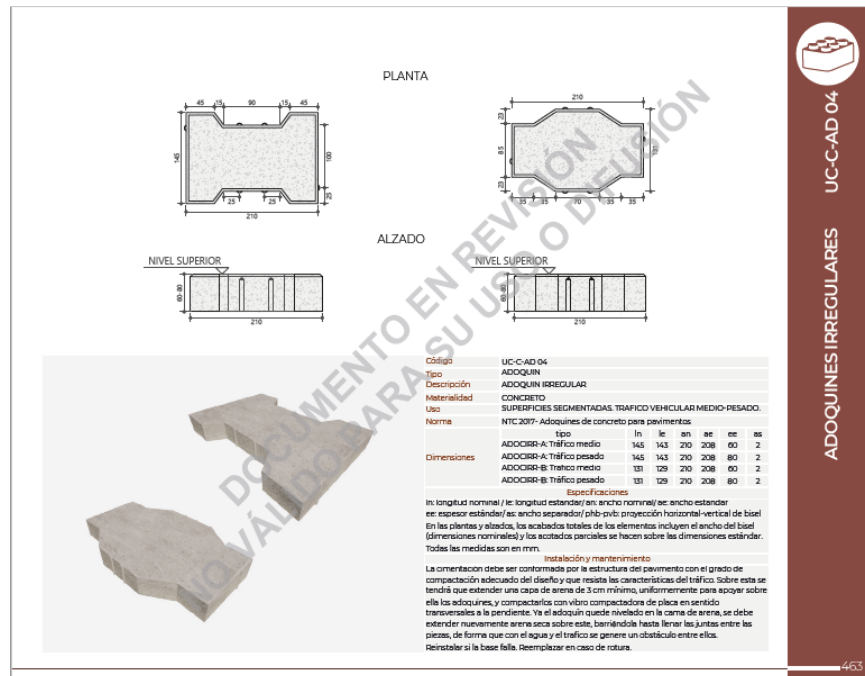 PLANTA
45 15 90 15 45
145
100
25
25 25
210
210
23
85
23
131
35 35 70 35 35
ALZADO
NIVEL SUPERIOR
60-80
210
NIVEL SUPERIOR
60-80
210
DOCUMENTO EN REVISIÓN
NO VÁLIDO PARA SU USO O DIFUSIÓN
Código UC-C-AD 04
Tipo ADOQUIN
Descripción ADOQUIN IRREGULAR
Materialidad CONCRETO
Uso SUPERFICIES SEGMENTADAS. TRAFICO VEHICULAR MEDIO-PESADO.
Norma NTC 2017- Adoquines de concreto para pavimentos
Dimensiones
tipo ln le an ae ee as
ADOCIRR-A: Tráfico medio 145 143 210 208 60 2
ADOCIRR-A: Tráfico pesado 145 143 210 208 80 2
ADOCIRR-B: Tráfico medio 131 129 210 208 60 2
ADOCIRR-B: Tráfico pesado 131 129 210 208 80 2
Especificaciones
ln: longitud nominal / le: longitud estándar/ an: ancho nominal/ ae: ancho estándar
ee: espesor estándar/ as: ancho separador/ phb-pvb: proyección horizontal-vertical de bisel
En las plantas y alzados, los acabados totales de los elementos incluyen el ancho del bisel
(dimensiones nominales) y los acotados parciales se hacen sobre las dimensiones estándar.
Todas las medidas son en mm.
Instalación y mantenimiento
La cimentación debe ser conformada por la estructura del pavimento con el grado de
compactación adecuado del diseño y que resista las características del tráfico. Sobre esta se
tendrá que extender una capa de arena de 3 cm mínimo, uniformemente para apoyar sobre
ella los adoquines, y compactarlos con vibro compactadora de placa en sentido
transversales a la pendiente. Ya el adoquín quede nivelado en la cama de arena, se debe
extender nuevamente arena seca sobre este, barriéndola hasta llenar las juntas entre las
piezas, de forma que con el agua y el trafico se genere un obstáculo entre ellos.
Reinstalar si la base falla. Reemplazar en caso de rotura.
ADOQUINES IRREGULARES UC-C-AD 04
463